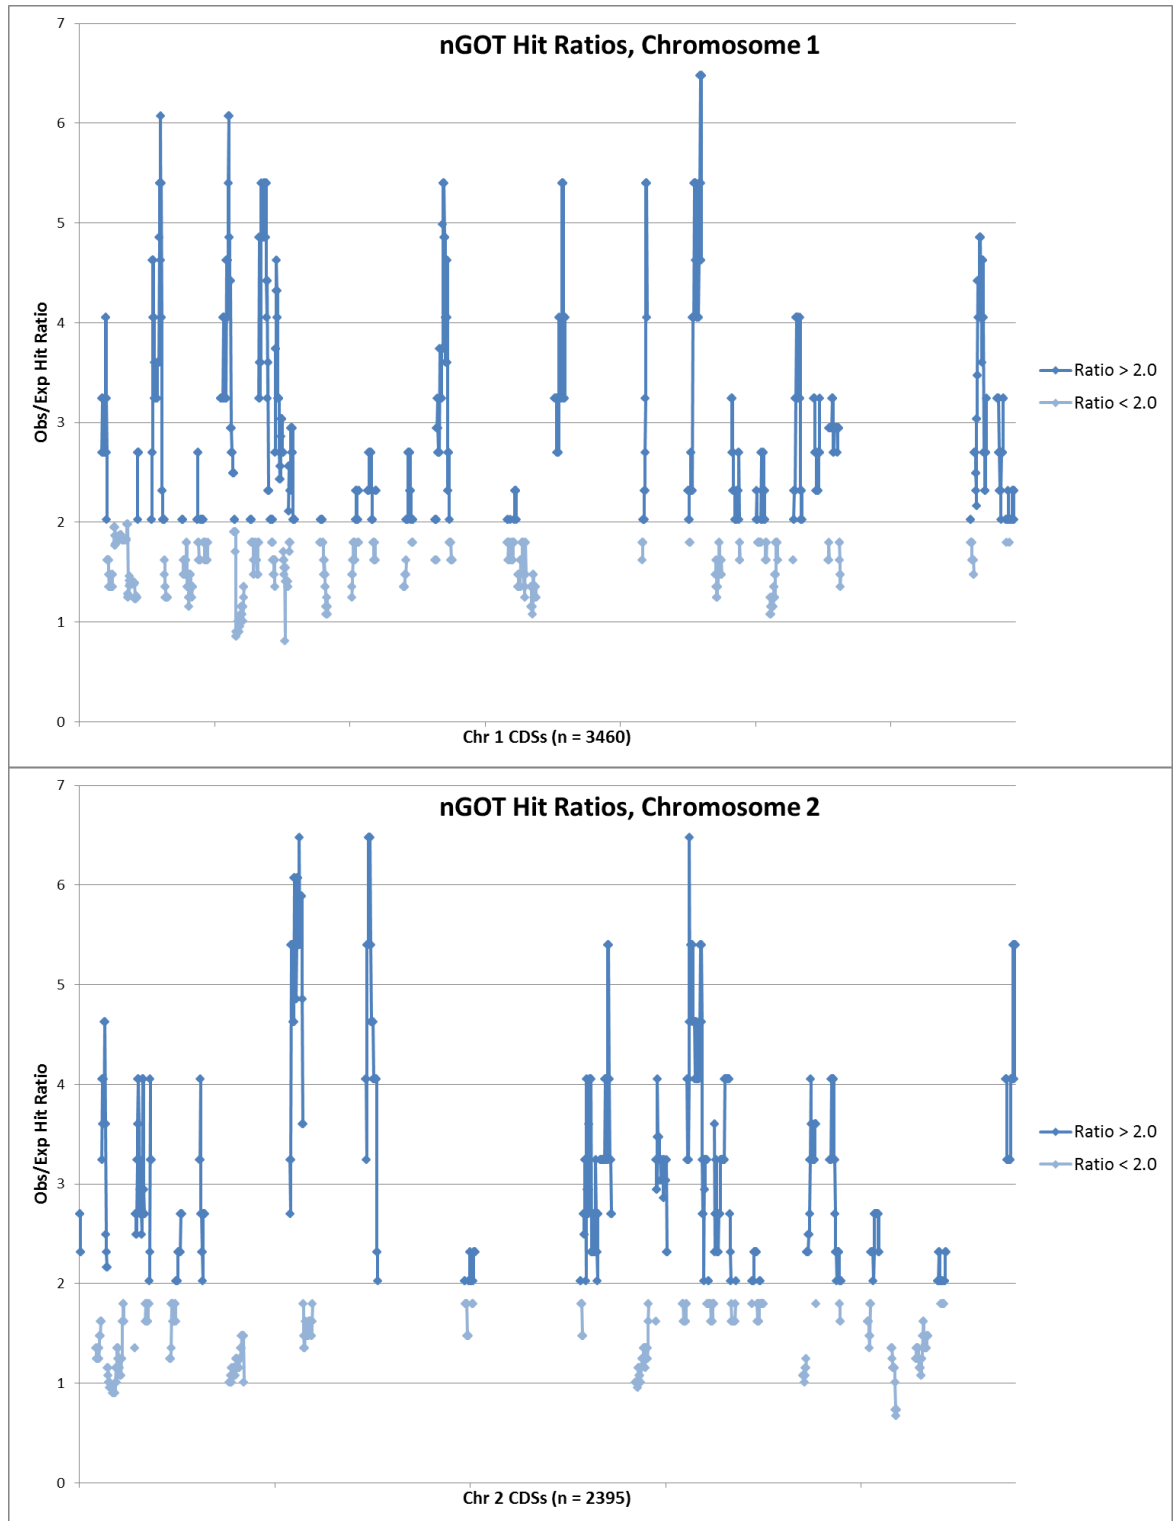 nGOT Hit Ratios, Chromosome 1
7
6
5
4
3
2
1
0
Obs/Exp Hit Ratio
Chr 1 CDSs (n = 3460)
Ratio > 2.0
Ratio < 2.0
nGOT Hit Ratios, Chromosome 2
7
6
5
4
3
2
1
0
Obs/Exp Hit Ratio
Chr 2 CDSs (n = 2395)
Ratio > 2.0
Ratio < 2.0